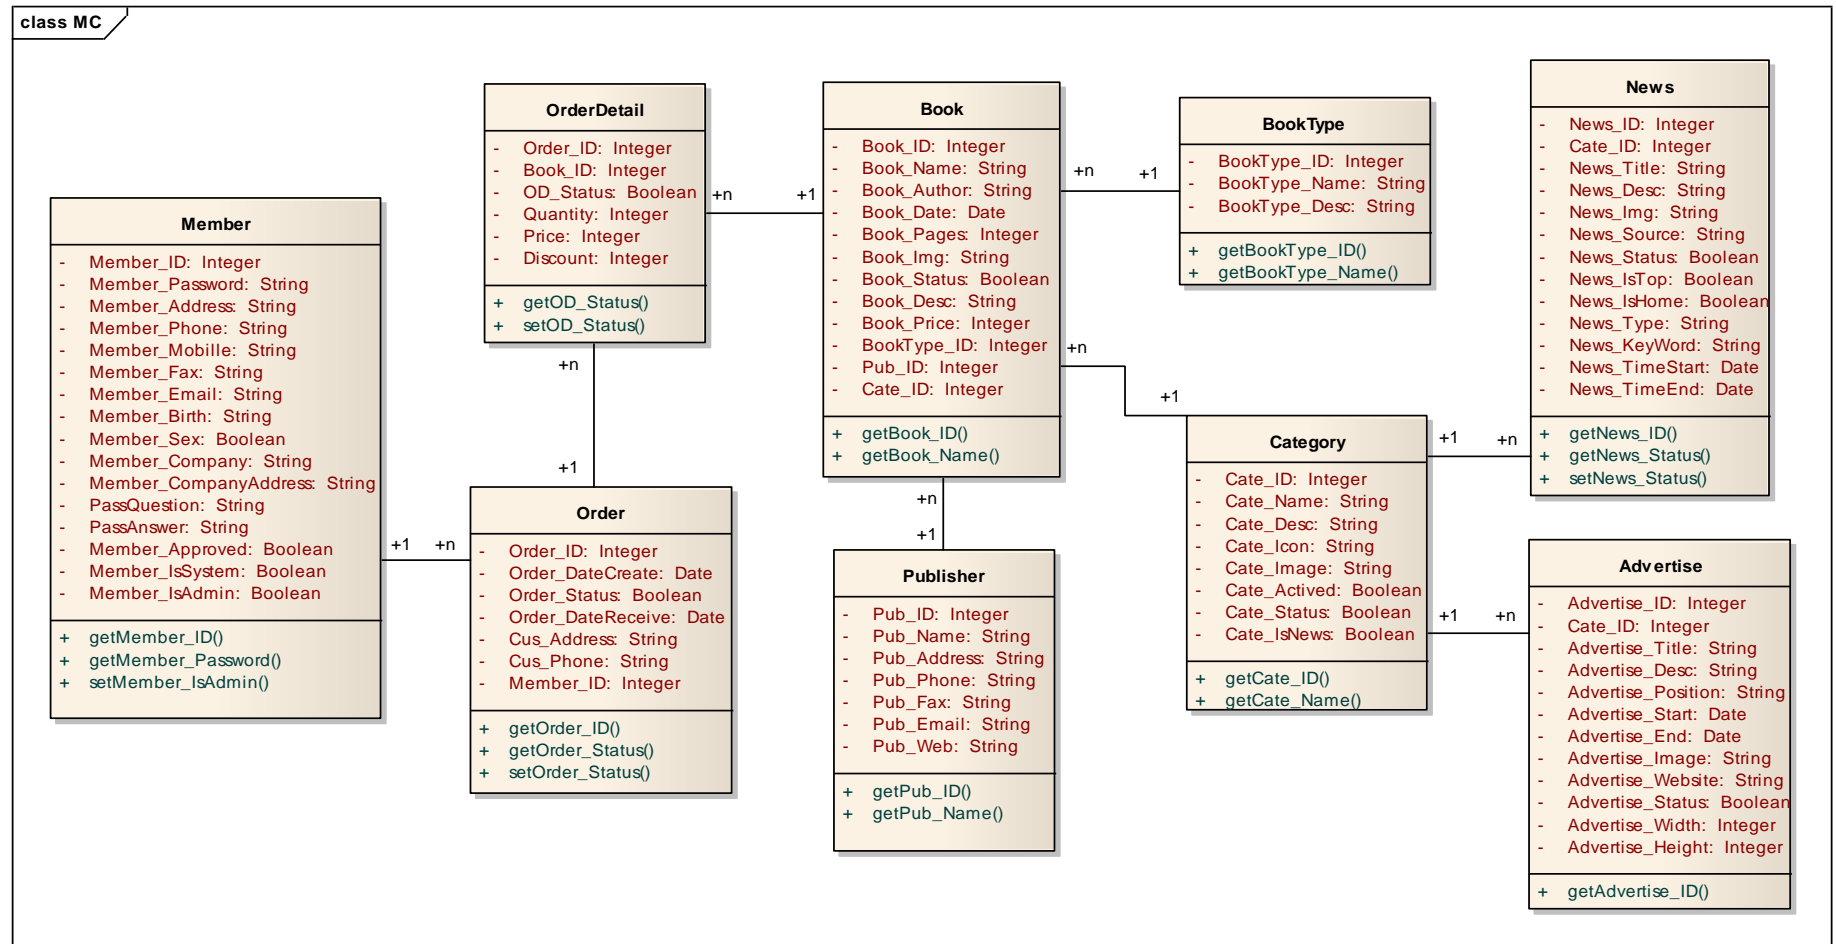 class MC
Member
- Member_ID: Integer
- Member_Password: String
- Member_Address: String
- Member_Phone: String
- Member_Mobille: String
- Member_Fax: String
- Member_Email: String
- Member_Birth: String
- Member_Sex: Boolean
- Member_Company: String
- Member_CompanyAddress: String
- PassQuestion: String
- PassAnswer: String
- Member_Approved: Boolean
- Member_IsSystem: Boolean
- Member_IsAdmin: Boolean
+ getMember_ID()
+ getMember_Password()
+ setMember_IsAdmin()
+1 +n
OrderDetail
- Order_ID: Integer
- Book_ID: Integer
- OD_Status: Boolean
- Quantity: Integer
- Price: Integer
- Discount: Integer
+ getOD_Status()
+ setOD_Status()
+n +1
+n
+1
Order
- Order_ID: Integer
- Order_DateCreate: Date
- Order_Status: Boolean
- Order_DateReceive: Date
- Cus_Address: String
- Cus_Phone: String
- Member_ID: Integer
+ getOrder_ID()
+ getOrder_Status()
+ setOrder_Status()
Book
- Book_ID: Integer
- Book_Name: String
- Book_Author: String
- Book_Date: Date
- Book_Pages: Integer
- Book_Img: String
- Book_Status: Boolean
- Book_Desc: String
- Book_Price: Integer
- BookType_ID: Integer
- Pub_ID: Integer
- Cate_ID: Integer
+ getBook_ID()
+ getBook_Name()
+n +1
+n
+1
+n
+1
Publisher
- Pub_ID: Integer
- Pub_Name: String
- Pub_Address: String
- Pub_Phone: String
- Pub_Fax: String
- Pub_Email: String
- Pub_Web: String
+ getPub_ID()
+ getPub_Name()
BookType
- BookType_ID: Integer
- BookType_Name: String
- BookType_Desc: String
+ getBookType_ID()
+ getBookType_Name()
Category
- Cate_ID: Integer
- Cate_Name: String
- Cate_Desc: String
- Cate_Icon: String
- Cate_Image: String
- Cate_Actived: Boolean
- Cate_Status: Boolean
- Cate_IsNews: Boolean
+ getCate_ID()
+ getCate_Name()
+1 +n
+1 +n
News
- News_ID: Integer
- Cate_ID: Integer
- News_Title: String
- News_Desc: String
- News_Img: String
- News_Source: String
- News_Status: Boolean
- News_IsTop: Boolean
- News_IsHome: Boolean
- News_Type: String
- News_KeyWord: String
- News_TimeStart: Date
- News_TimeEnd: Date
+ getNews_ID()
+ getNews_Status()
+ setNews_Status()
Advertise
- Advertise_ID: Integer
- Cate_ID: Integer
- Advertise_Title: String
- Advertise_Desc: String
- Advertise_Position: String
- Advertise_Start: Date
- Advertise_End: Date
- Advertise_Image: String
- Advertise_Website: String
- Advertise_Status: Boolean
- Advertise_Width: Integer
- Advertise_Height: Integer
+ getAdvertise_ID()